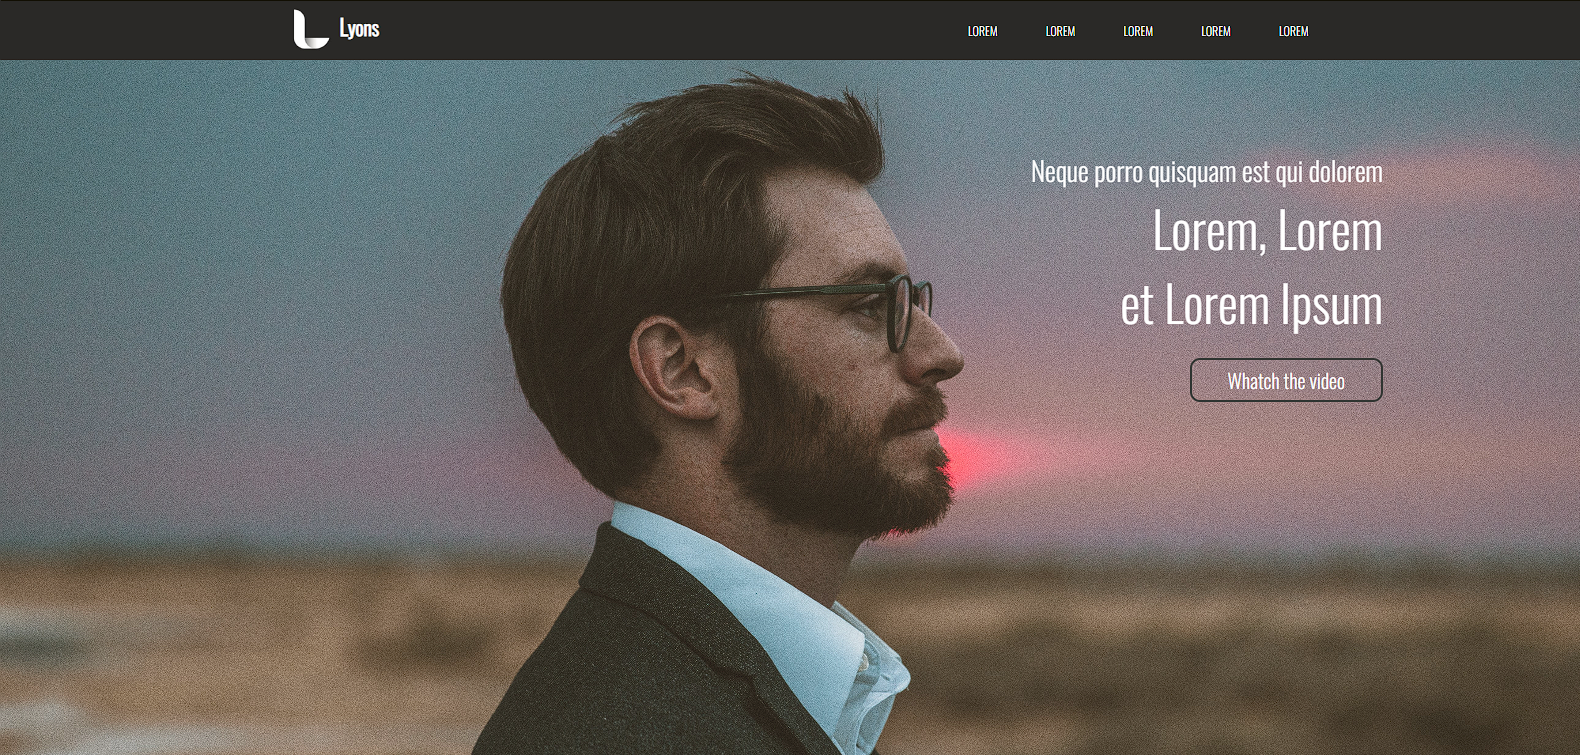 Lyons
LOREM LOREM LOREM LOREM LOREM
Neque porro quisquam est qui dolorem
Lorem, Lorem
et Lorem Ipsum
Whatch the video